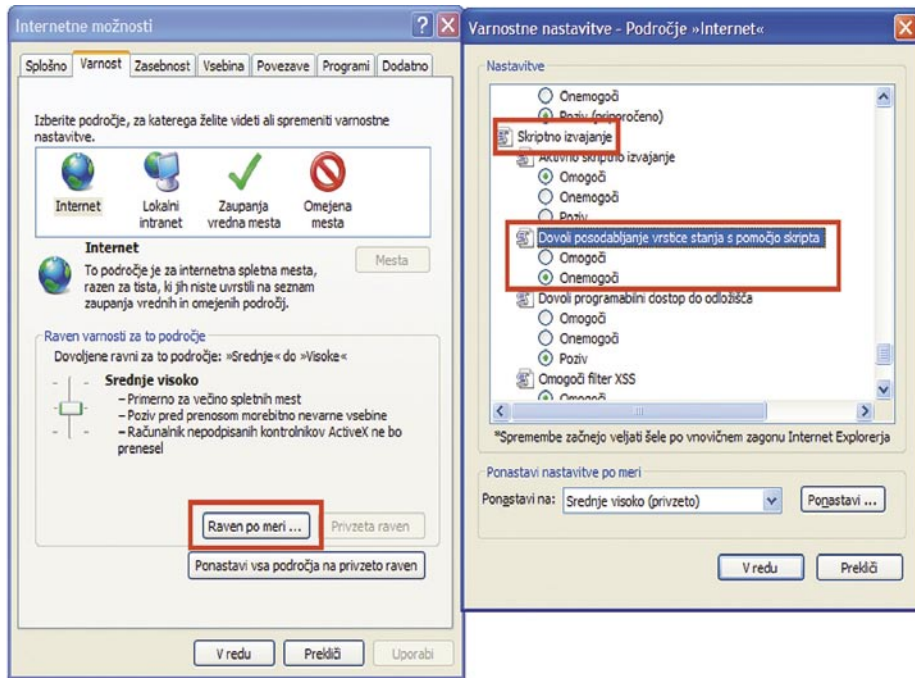 Internetne možnosti
Splošno Varnost Zasebnost Vsebina Povezave Programi Dodatno
Izberite področje, za katerega želite videti ali spremeniti varnostne
nastavitve.
Internet
Lokalni
intranet
Zaupanja
vredna mesta
Omejena
mesta
Internet
To področje je za internetna spletna mesta,
razen za tista, ki jih niste uvrstili na seznam
zaupanja vrednih in omejenih področij.
Mesta
Raven varnosti za to področje
Dovoljene ravni za to področje: »Srednje« do »Visoke«
Srednje visoko
– Primerno za večino spletnih mest
– Poziv pred prenosom morebitno nevarne vsebine
– Računalnik nepodpisanih kontrolnikov ActiveX ne bo
prenesel
Raven po meri ... Privzeta raven
Ponastavi vsa področja na privzeto raven
V redu Prekliči Uporabi
Varnostne nastavitve - Področje »Internet«
Nastavitve
Onemogoči
Poziv (priporočeno)
Skriptno izvajanje
Aktivno skriptno izvajanje
Omogoči
Onemogoči
Poziv
Dovoli posodabljanje vrstice stanja s pomočjo skripta
Omogoči
Onemogoči
Dovoli programabilni dostop do odložišča
Omogoči
Onemogoči
Poziv
Omogoči filter XSS
Omogoči
*Spremembe začnejo veljati šele po vnovičnem zagonu Internet Explorerja
Ponastavi nastavitve po meri
Ponastavi na: Srednje visoko (privzeto) Ponastavi ...
V redu Prekliči